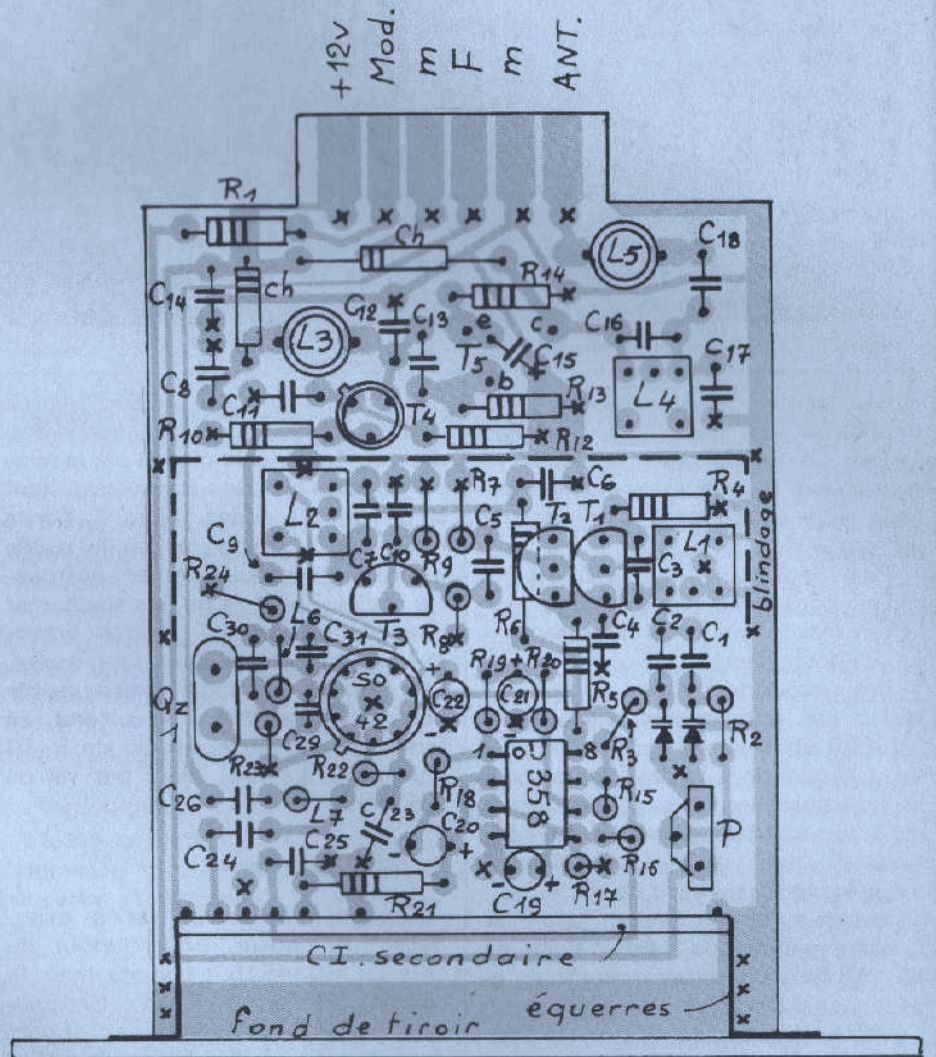 +12v Mod. m F m ANT.
R1
Ch
L5
C18
C14
ch
R14
L3
C12
C13
e
c
C16
T5
C15
C17
C8
C11
T4
b
R13
L4
R10
R12
L2
R7
C6
R4
C5
T2
T1
L1
C9
C7
C10
R9
C3
blindage
R24
L6
T3
R8
R6
C4
C2
C1
C30
C31
+
R19
+
R20
SO
42
C22
C21
R5
Qz
1
C29
-
-
R3
R2
1
8
R23
R22
R18
358
R15
C26
L7
C23
C20
P
C24
C25
-
+
R16
-
+
R17
R21
C19
CI. secondaire
équerres
fond de tiroir